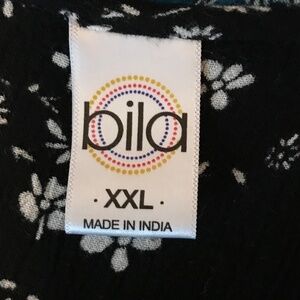 bila
· XXL ·
MADE IN INDIA